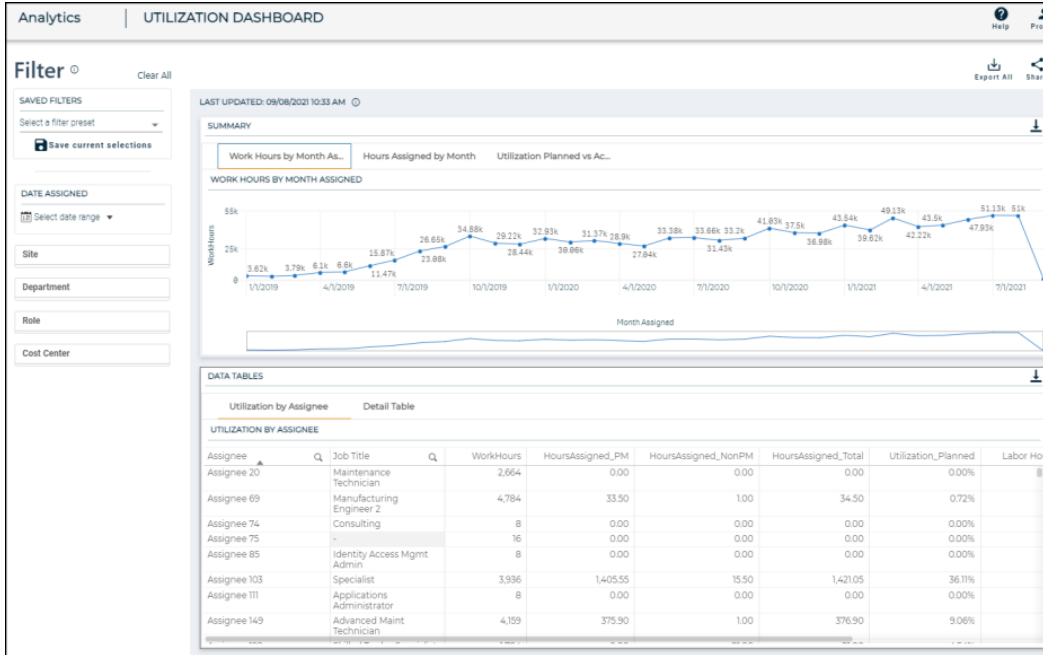 Analytics | UTILIZATION DASHBOARD
Help
Filter
Clear All
Export All
SAVED FILTERS
Select a filter preset
Save current selections
DATE ASSIGNED
Select date range
Site
Department
Role
Cost Center
LAST UPDATED: 09/08/2021 10:33 AM
SUMMARY
Work Hours by Month As... Hours Assigned by Month Utilization Planned vs Ac...
WORK HOURS BY MONTH ASSIGNED
WorkHours
55k
25k
0
3.62k 3.79k 6.1k 6.6k 15.87k 11.47k 26.65k 23.08k 34.88k 29.22k 28.44k 32.93k 30.06k 31.37k 28.9k 27.04k 33.38k 33.66k 31.43k 33.2k 41.03k 37.5k 36.98k 43.54k 39.62k 49.13k 42.22k 43.5k 47.93k 51.13k 51k
1/1/2019 4/1/2019 7/1/2019 10/1/2019 1/1/2020 4/1/2020 7/1/2020 10/1/2020 1/1/2021 4/1/2021 7/1/2021
Month Assigned
DATA TABLES
Utilization by Assignee Detail Table
UTILIZATION BY ASSIGNEE
Assignee Job Title WorkHours HoursAssigned_PM HoursAssigned_NonPM HoursAssigned_Total Utilization_Planned Labor Ho
Assignee 20 Maintenance Technician 2,664 0.00 0.00 0.00 0.00%
Assignee 69 Manufacturing Engineer 2 4,784 33.50 1.00 34.50 0.72%
Assignee 74 Consulting 8 0.00 0.00 0.00 0.00%
Assignee 75 - 16 0.00 0.00 0.00 0.00%
Assignee 85 Identity Access Mgmt Admin 8 0.00 0.00 0.00 0.00%
Assignee 103 Specialist 3,936 1,405.55 15.50 1,421.05 36.11%
Assignee 111 Applications Administrator 8 0.00 0.00 0.00 0.00%
Assignee 149 Advanced Maint Technician 4,159 375.90 1.00 376.90 9.06%